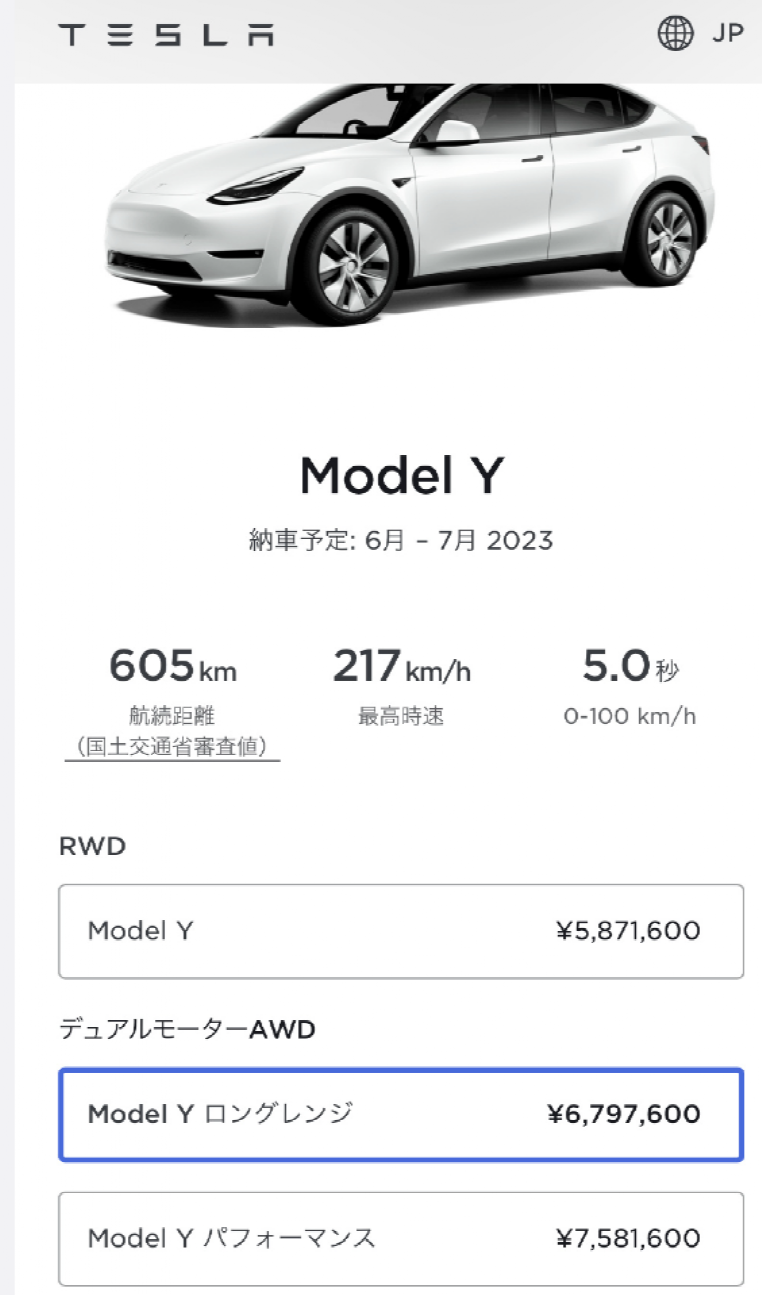 TESLA
JP
Model Y
納車予定: 6月 – 7月 2023
605km 217km/h 5.0秒
航続距離 最高時速 0-100 km/h
（国土交通省審査値）
RWD
Model Y ¥5,871,600
デュアルモーターAWD
Model Y ロングレンジ ¥6,797,600
Model Y パフォーマンス ¥7,581,600